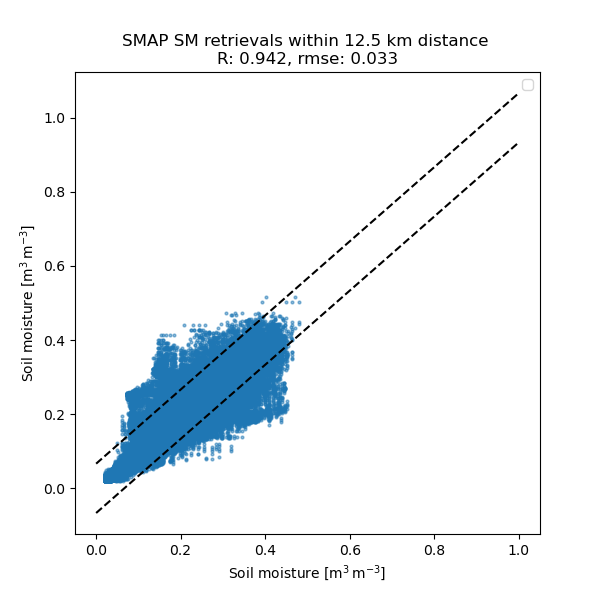 SMAP SM retrievals within 12.5 km distance
R: 0.942, rmse: 0.033
1.0
0.8
0.6
0.4
0.2
0.0
Soil moisture [m³ m⁻³]
0.0 0.2 0.4 0.6 0.8 1.0
Soil moisture [m³ m⁻³]